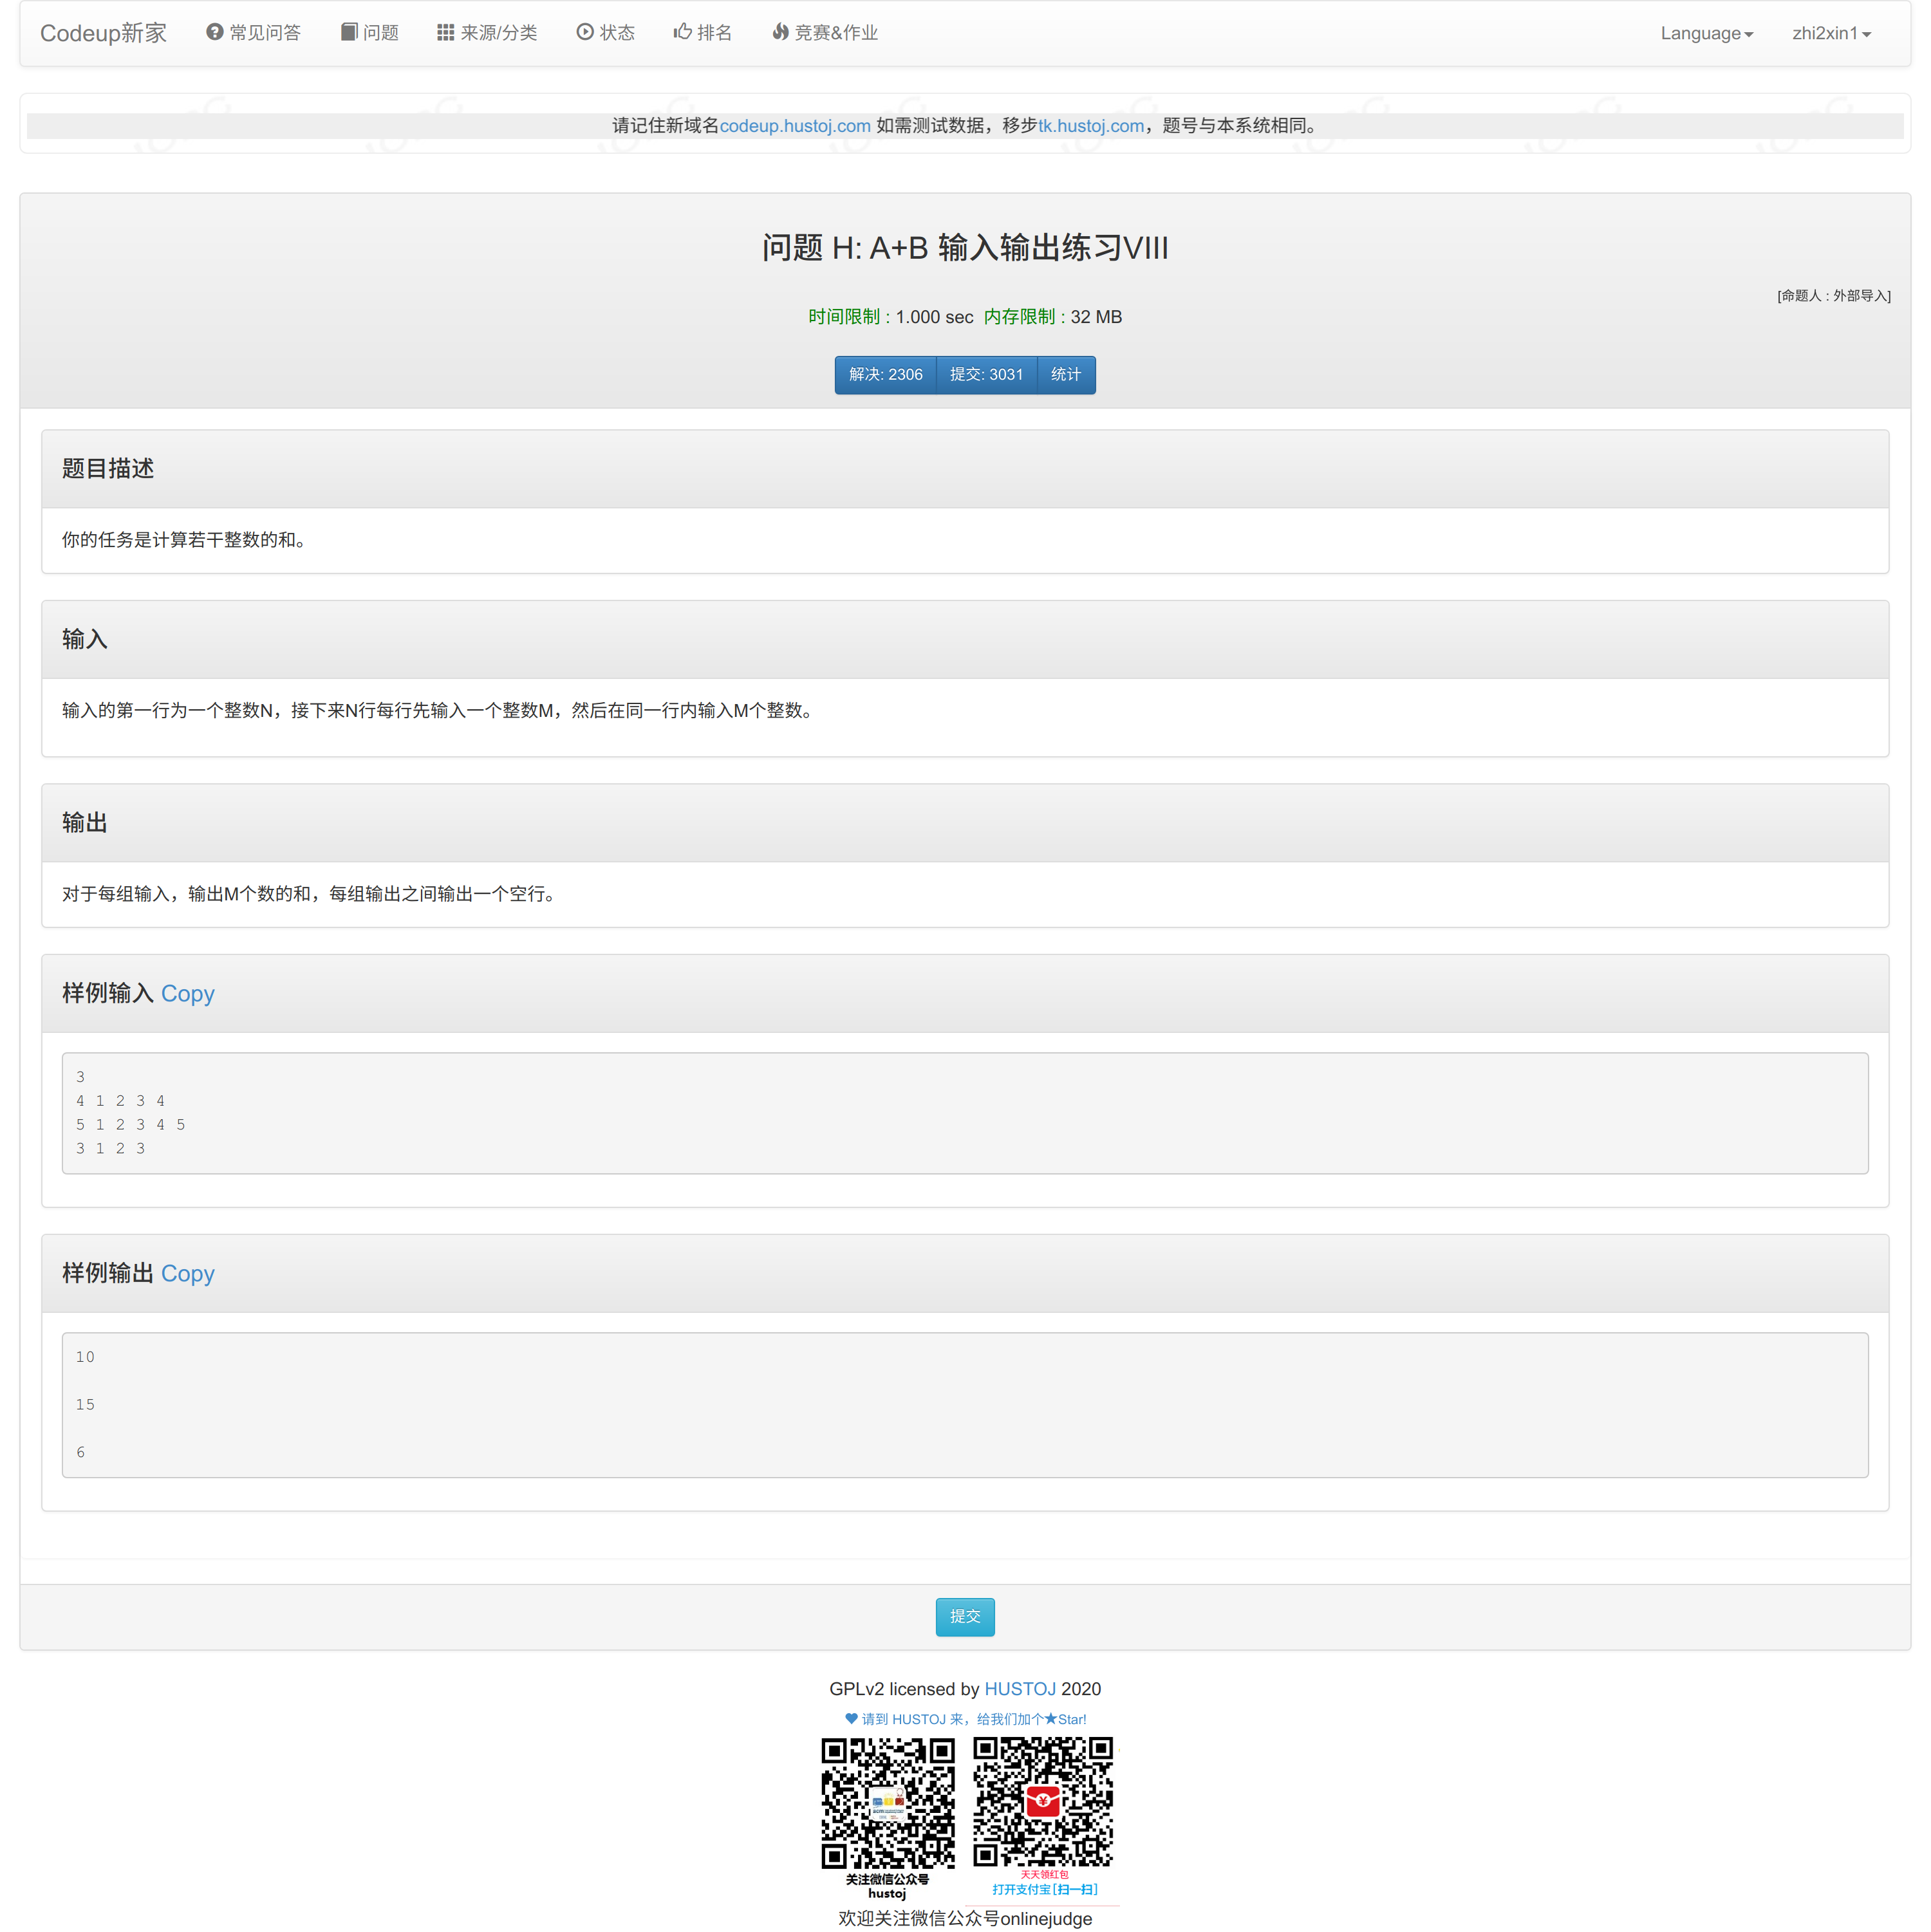 Codeup新家 常见问答 问题 来源/分类 状态 排名 竞赛&作业 Language zhi2xin1
请记住新域名codeup.hustoj.com 如需测试数据，移步tk.hustoj.com，题号与本系统相同。
问题 H: A+B 输入输出练习VIII
[命题人 : 外部导入]
时间限制 : 1.000 sec 内存限制 : 32 MB
解决: 2306 提交: 3031 统计
题目描述
你的任务是计算若干整数的和。
输入
输入的第一行为一个整数N，接下来N行每行先输入一个整数M，然后在同一行内输入M个整数。
输出
对于每组输入，输出M个数的和，每组输出之间输出一个空行。
样例输入 Copy
3
4 1 2 3 4
5 1 2 3 4 5
3 1 2 3
样例输出 Copy
10
15
6
提交
GPLv2 licensed by HUSTOJ 2020
请到 HUSTOJ 来，给我们加个★Star!
关注微信公众号
hustoj
天天领红包
打开支付宝[扫一扫]
欢迎关注微信公众号onlinejudge